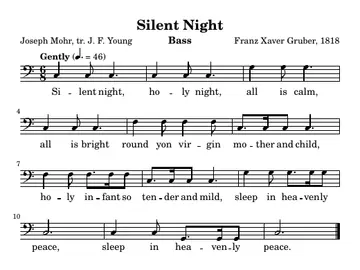 Silent Night
Joseph Mohr, tr. J. F. Young Bass Franz Xaver Gruber, 1818
Gently (♩. = 46)
6 8
Si - lent night, ho - ly night, all is calm,
4
all is bright round yon vir - gin mo - ther and child,
7
ho - ly in - fant so ten - der and mild, sleep in hea - venly
10
peace, sleep in hea - ven - ly peace.